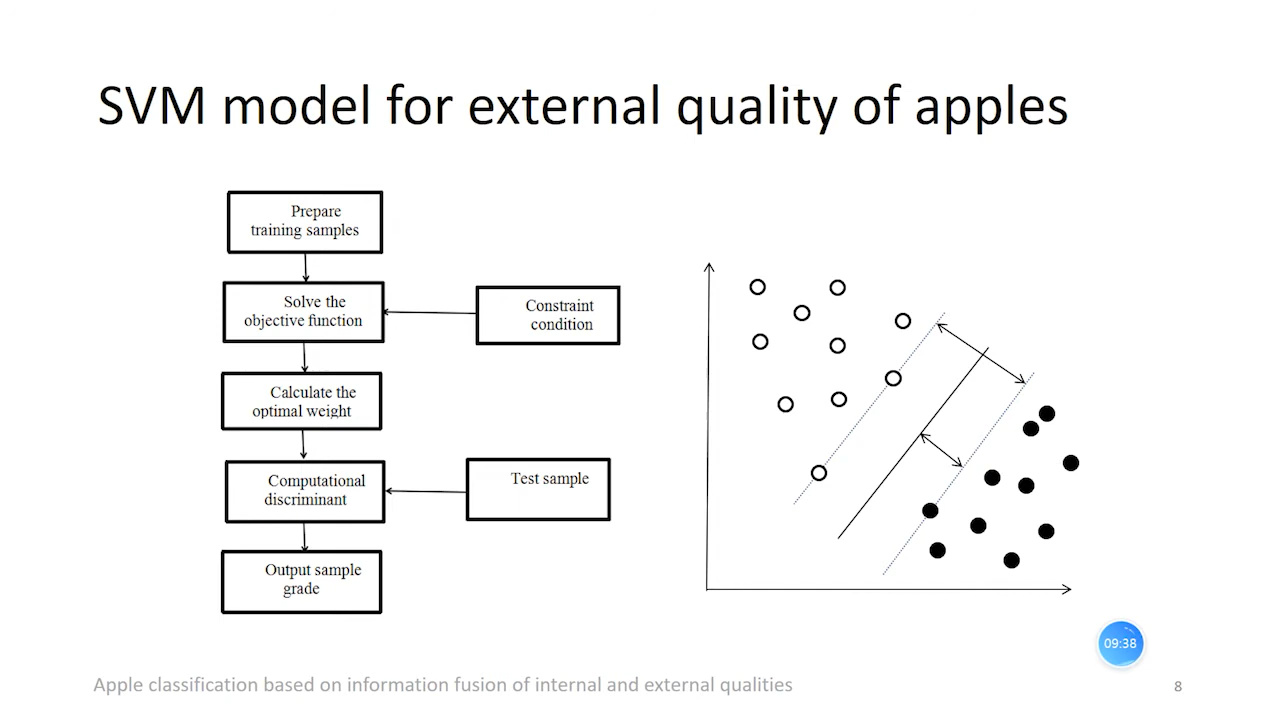 SVM model for external quality of apples
Prepare
training samples
Solve the
objective function
Constraint
condition
Calculate the
optimal weight
Computational
discriminant
Test sample
Output sample
grade
09:38
Apple classification based on information fusion of internal and external qualities
8